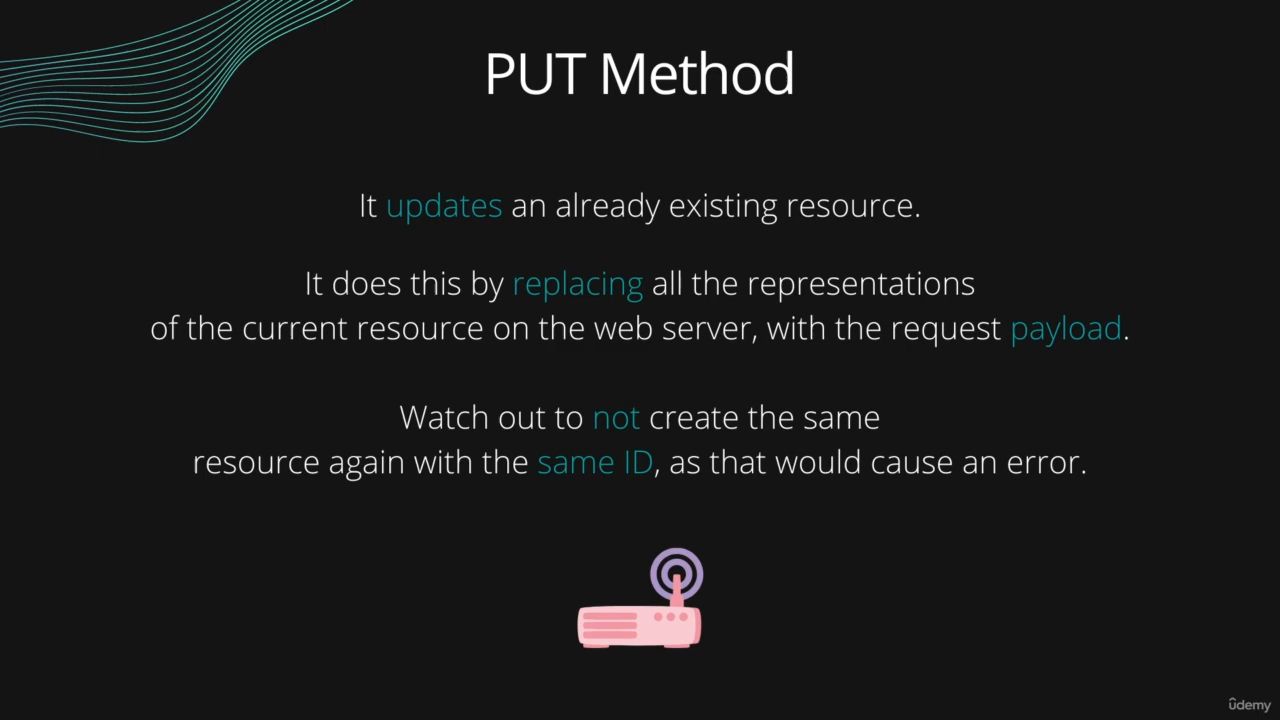 PUT Method
It updates an already existing resource.
It does this by replacing all the representations
of the current resource on the web server, with the request payload.
Watch out to not create the same
resource again with the same ID, as that would cause an error.
ûdemy